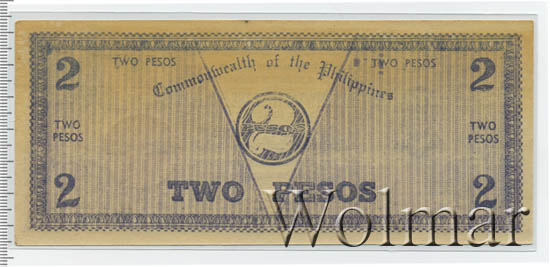 2 TWO PESOS TWO PESOS 2
Commonwealth of the Philippines
TWO
PESOS
2
TWO
PESOS
2 TWO PESOS 2
Wolmar